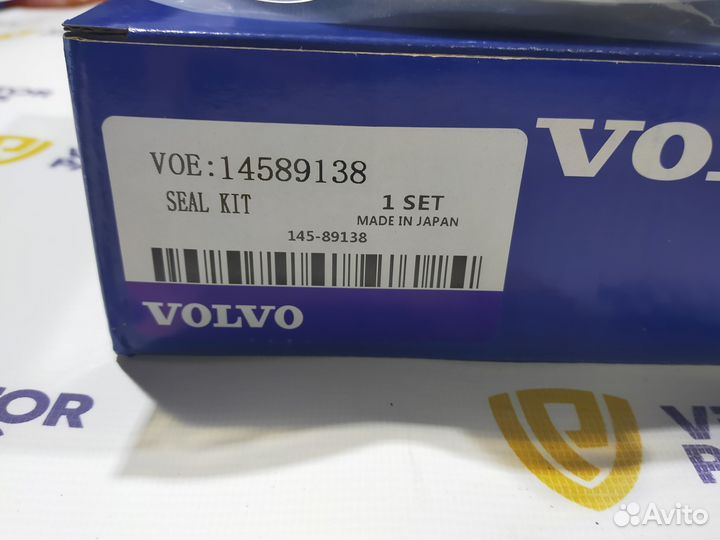 VOLVO
VOE:14589138
SEAL KIT
1 SET
MADE IN JAPAN
145-89138
VOLVO
Avito